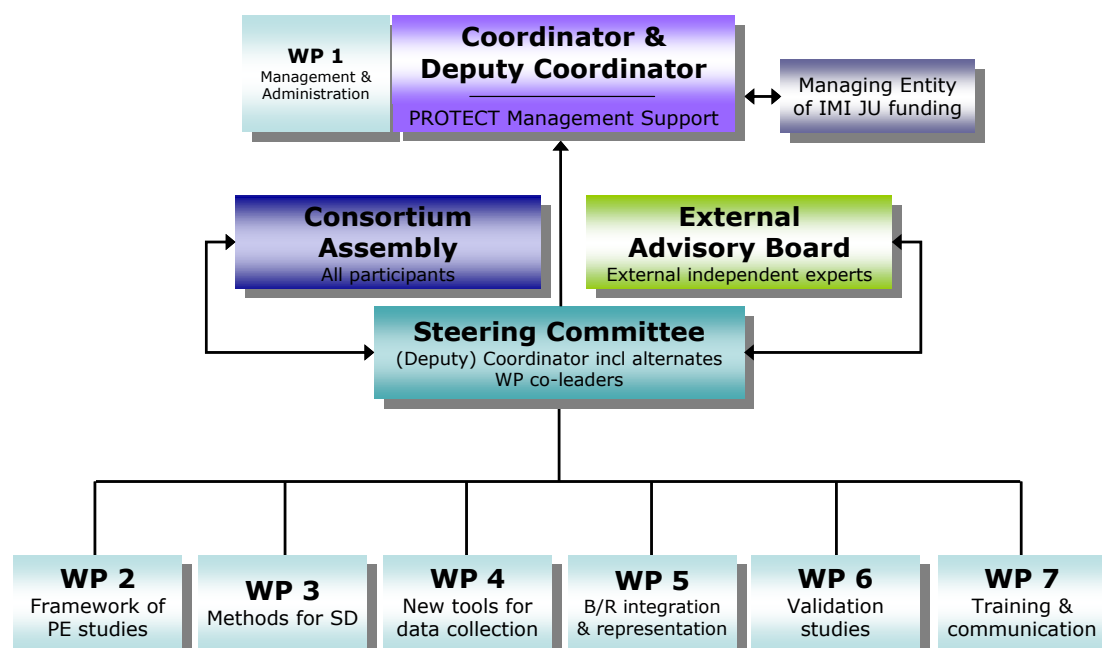 WP 1
Management &
Administration
Coordinator &
Deputy Coordinator
PROTECT Management Support
Managing Entity
of IMI JU funding
Consortium
Assembly
All participants
External
Advisory Board
External independent experts
Steering Committee
(Deputy) Coordinator incl alternates
WP co-leaders
WP 2
Framework of
PE studies
WP 3
Methods for SD
WP 4
New tools for
data collection
WP 5
B/R integration
& representation
WP 6
Validation
studies
WP 7
Training &
communication